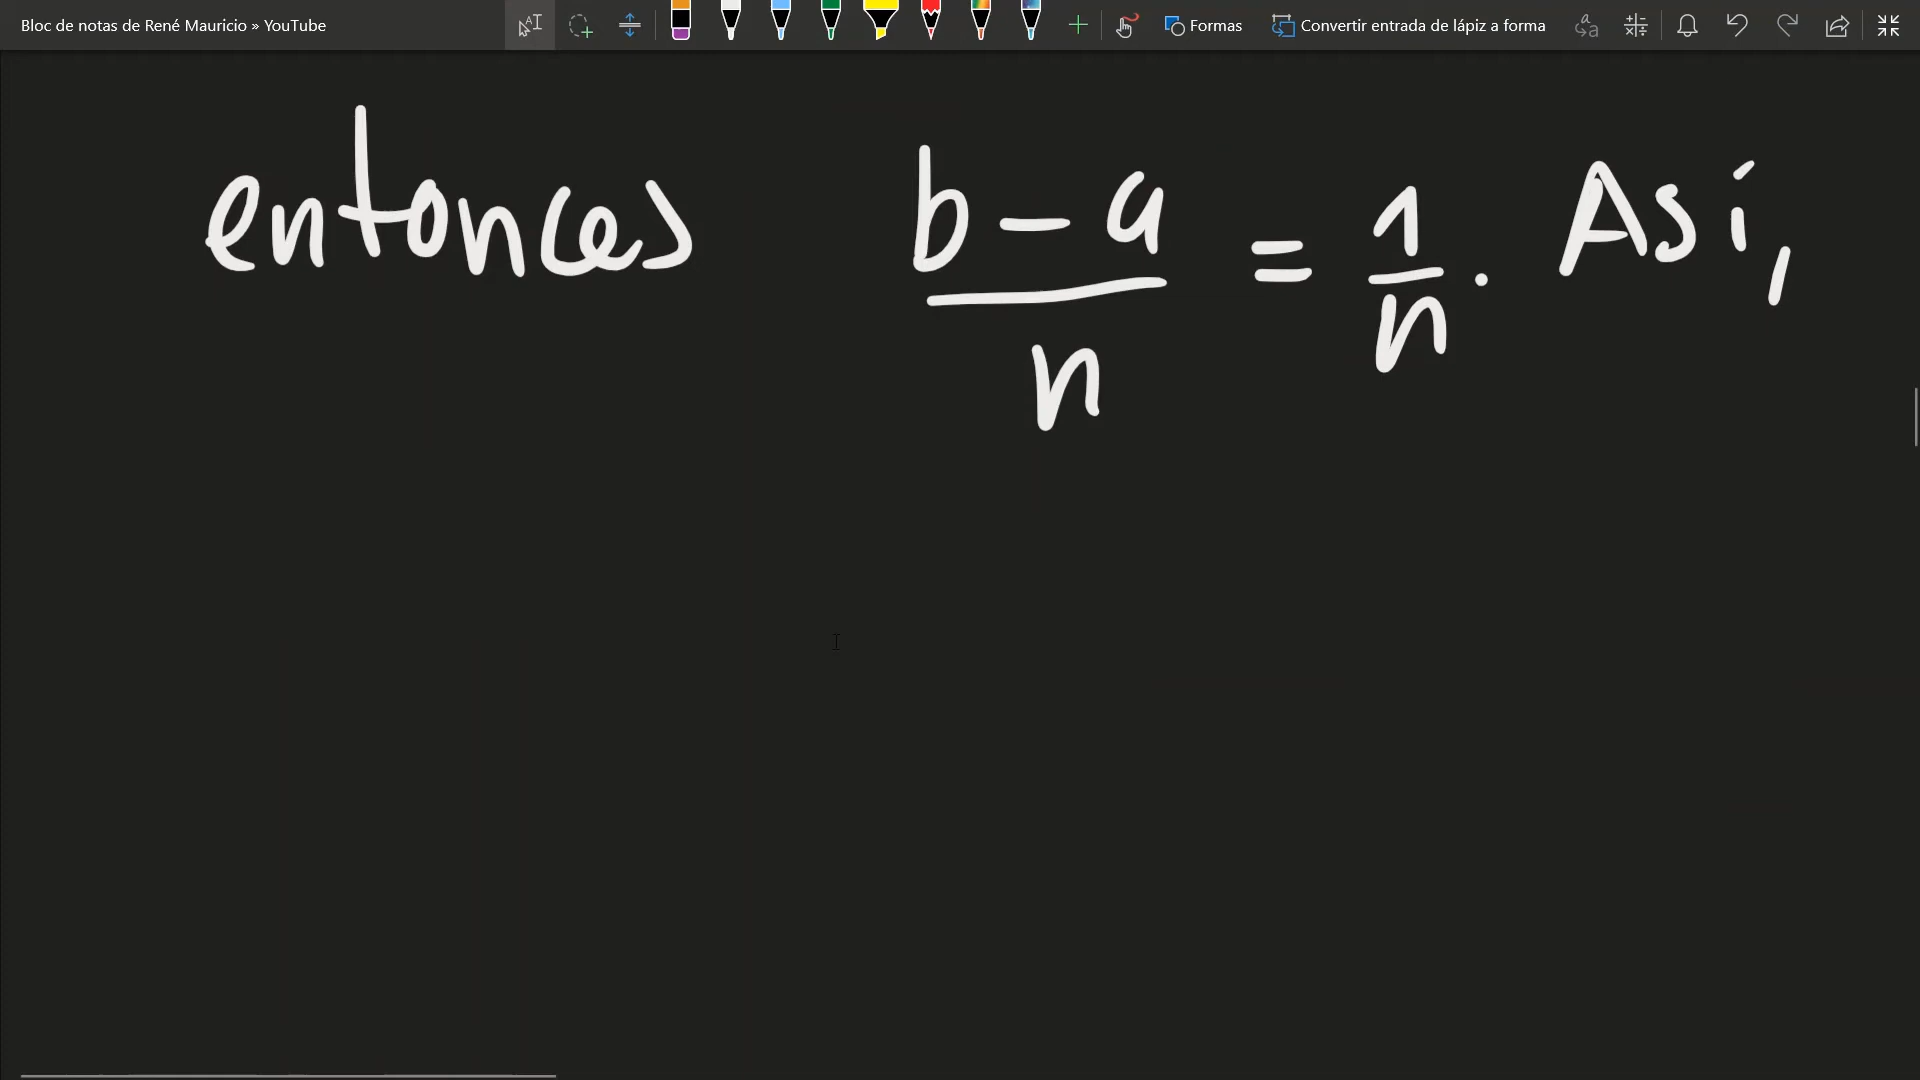 Bloc de notas de René Mauricio » YouTube
Formas
Convertir entrada de lápiz a forma
entonces b - a / n = 1 / n . Así,